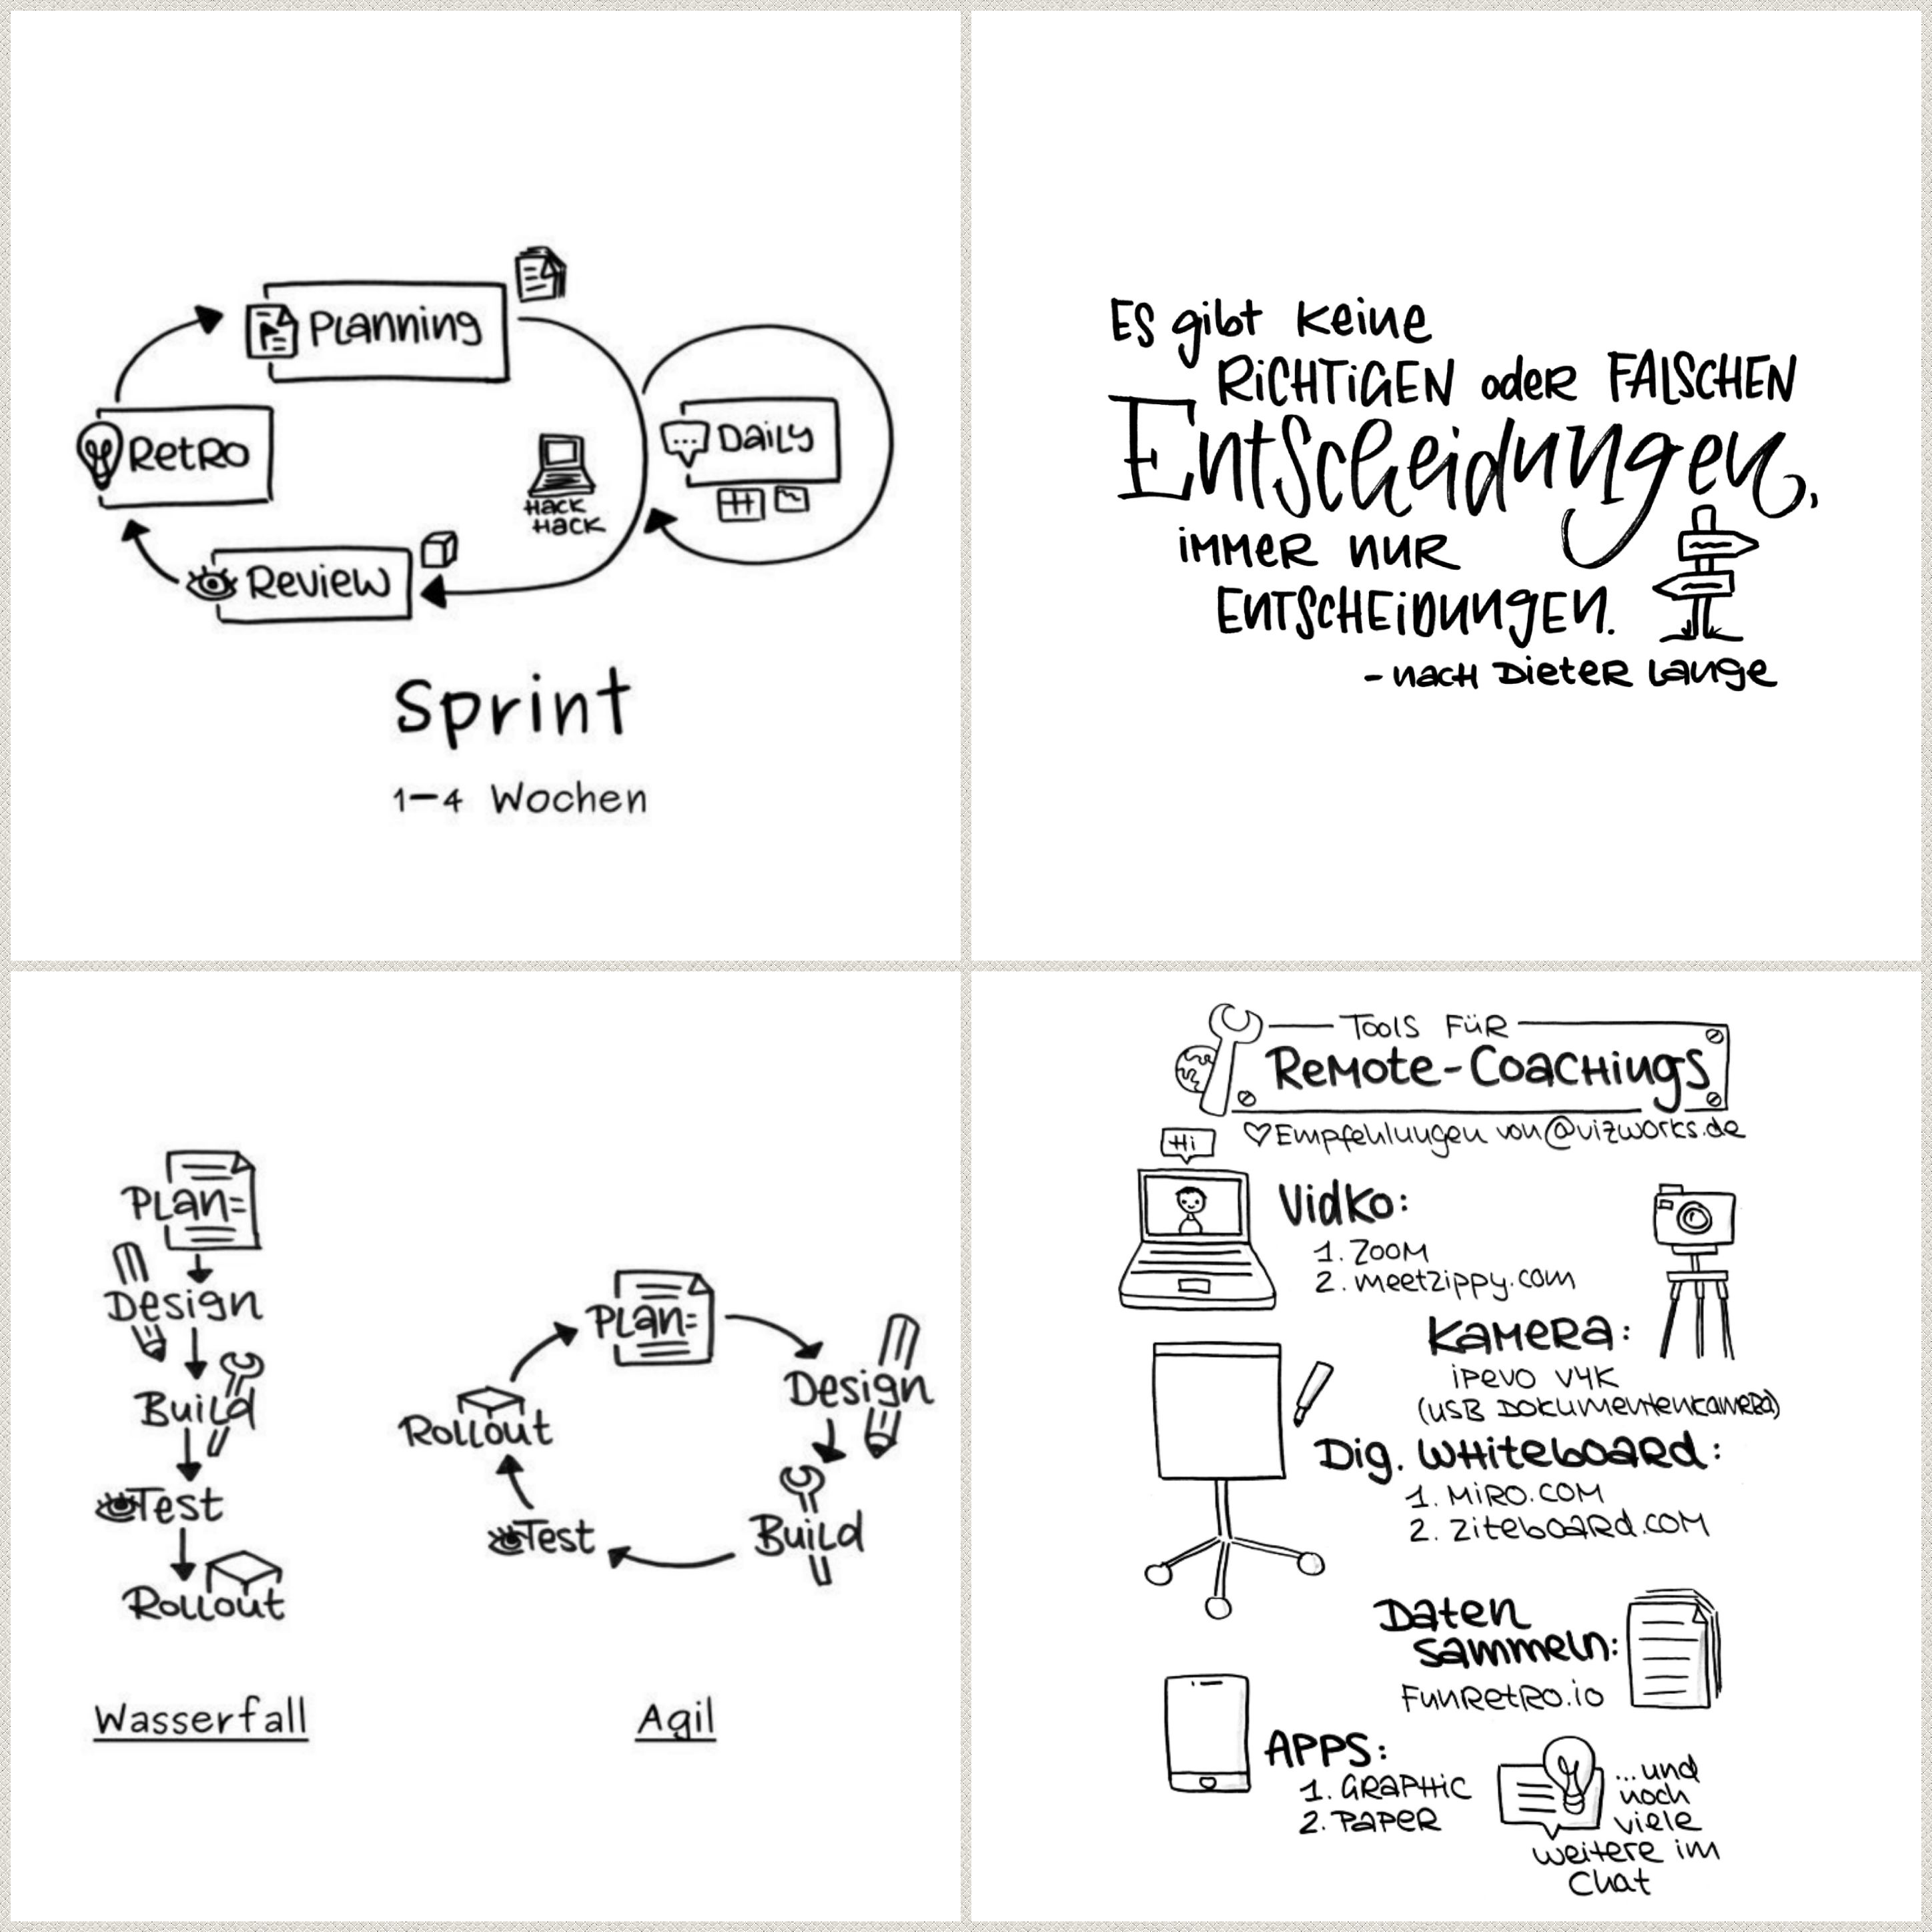 Planning
Retro
Daily
Hack
Hack
Review
Sprint
1-4 Wochen
Es gibt keine
RICHTIGEN oder FALSCHEN
Entscheidungen,
immer nur
ENTSCHEIDUNGEN.
- nach Dieter Lange
Plan
Design
Build
Test
Rollout
Wasserfall
Plan
Design
Build
Test
Rollout
Agil
Tools für
Remote-Coachings
Empfehlungen von @vizworks.de
Hi
Vidko:
1. Zoom
2. meetzippy.com
Kamera:
ipevo V4K
(USB Dokumentenkamera)
Dig. Whiteboard:
1. Miro.com
2. Ziteboard.com
Daten
sammeln:
FunRetro.io
Apps:
1. Graphic
2. Paper
...und
noch
viele
weitere im
Chat